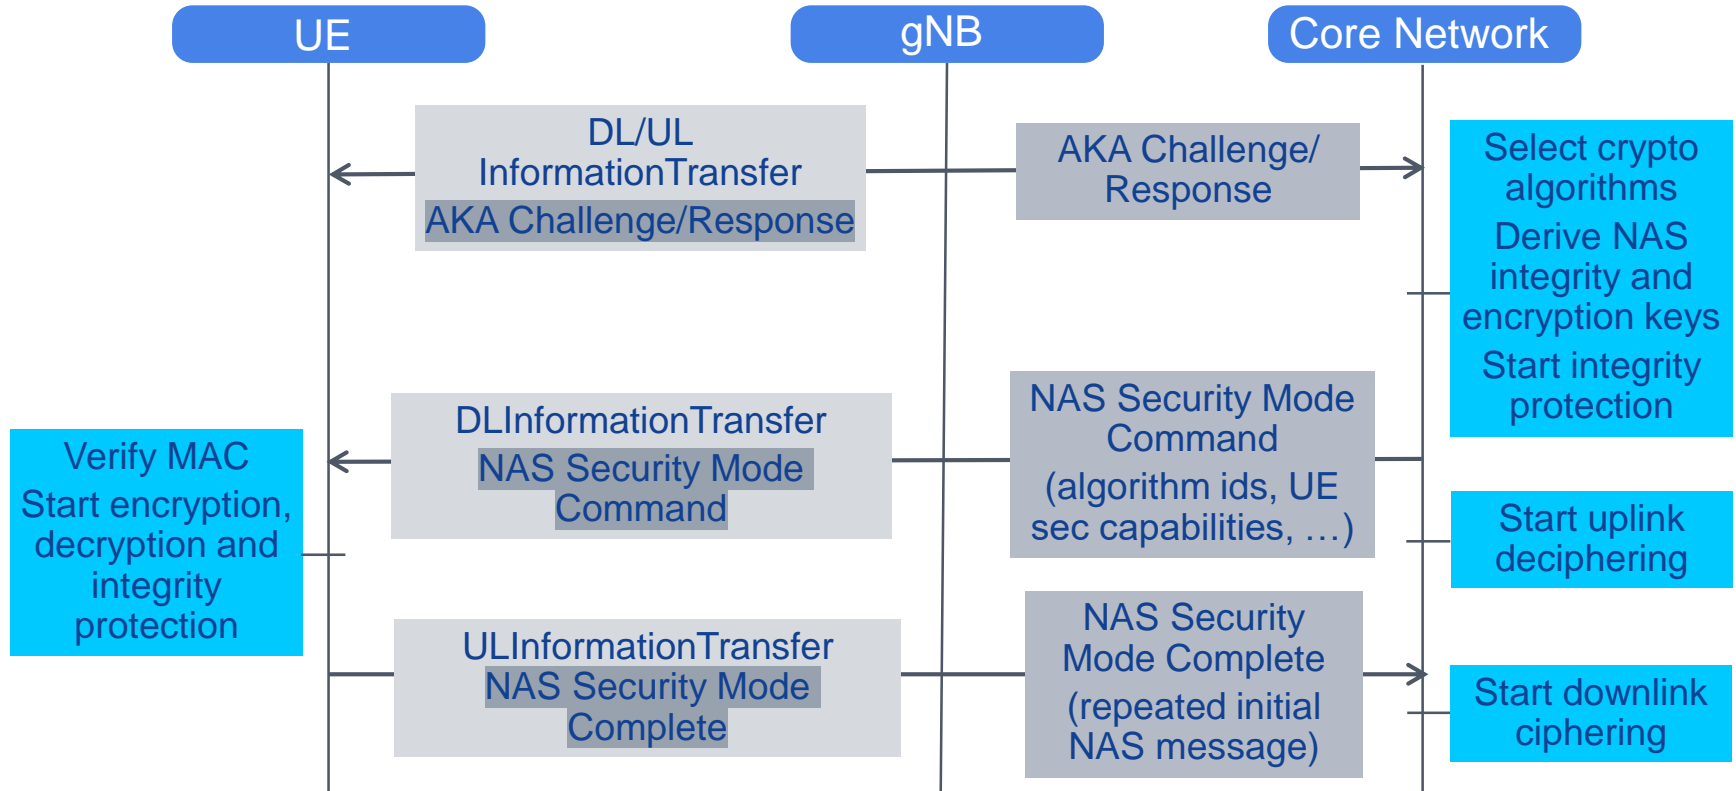 UE
gNB
Core Network
DL/UL
InformationTransfer
AKA Challenge/Response
AKA Challenge/
Response
Select crypto
algorithms
Derive NAS
integrity and
encryption keys
Start integrity
protection
DLInformationTransfer
NAS Security Mode
Command
NAS Security Mode
Command
(algorithm ids, UE
sec capabilities, …)
Verify MAC
Start encryption,
decryption and
integrity
protection
Start uplink
deciphering
ULInformationTransfer
NAS Security Mode
Complete
NAS Security
Mode Complete
(repeated initial
NAS message)
Start downlink
ciphering